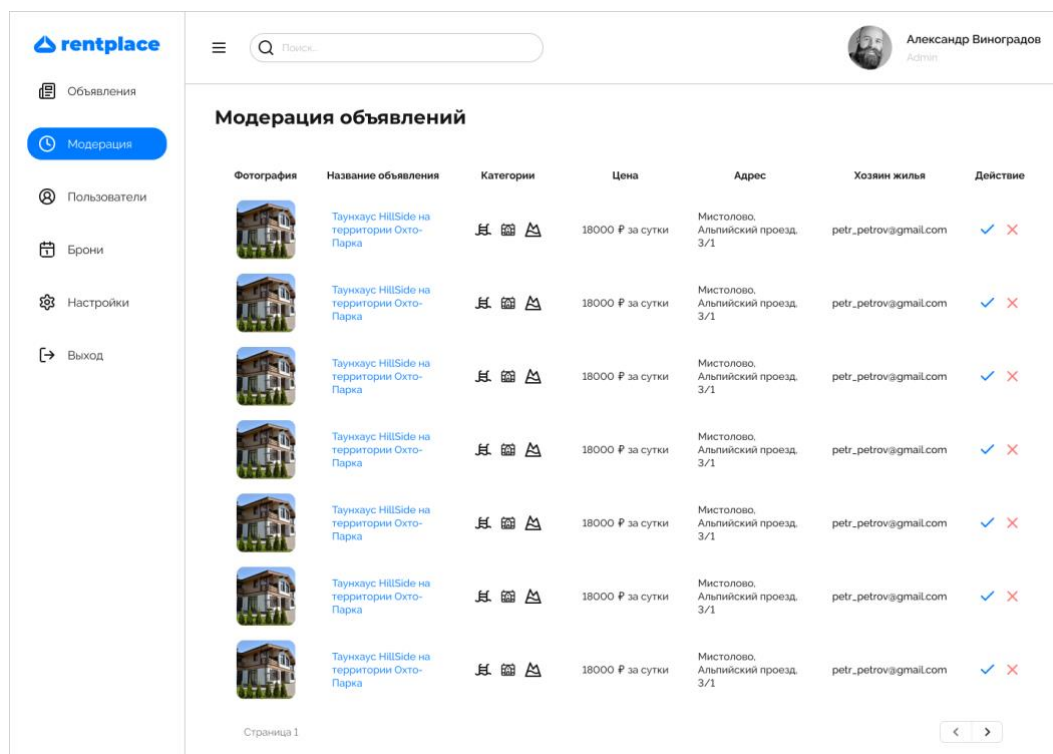 rentplace
Поиск..
Александр Виноградов
Admin
Объявления
Модерация
Пользователи
Брони
Настройки
Выход
Модерация объявлений
Фотография Название объявления Категории Цена Адрес Хозяин жилья Действие
Таунхаус HillSide на
территории Охто-
Парка
18000 ₽ за сутки
Мистолово,
Альпийский проезд,
3/1
petr_petrov@gmail.com
Таунхаус HillSide на
территории Охто-
Парка
18000 ₽ за сутки
Мистолово,
Альпийский проезд,
3/1
petr_petrov@gmail.com
Таунхаус HillSide на
территории Охто-
Парка
18000 ₽ за сутки
Мистолово,
Альпийский проезд,
3/1
petr_petrov@gmail.com
Таунхаус HillSide на
территории Охто-
Парка
18000 ₽ за сутки
Мистолово,
Альпийский проезд,
3/1
petr_petrov@gmail.com
Таунхаус HillSide на
территории Охто-
Парка
18000 ₽ за сутки
Мистолово,
Альпийский проезд,
3/1
petr_petrov@gmail.com
Таунхаус HillSide на
территории Охто-
Парка
18000 ₽ за сутки
Мистолово,
Альпийский проезд,
3/1
petr_petrov@gmail.com
Таунхаус HillSide на
территории Охто-
Парка
18000 ₽ за сутки
Мистолово,
Альпийский проезд,
3/1
petr_petrov@gmail.com
Страница 1